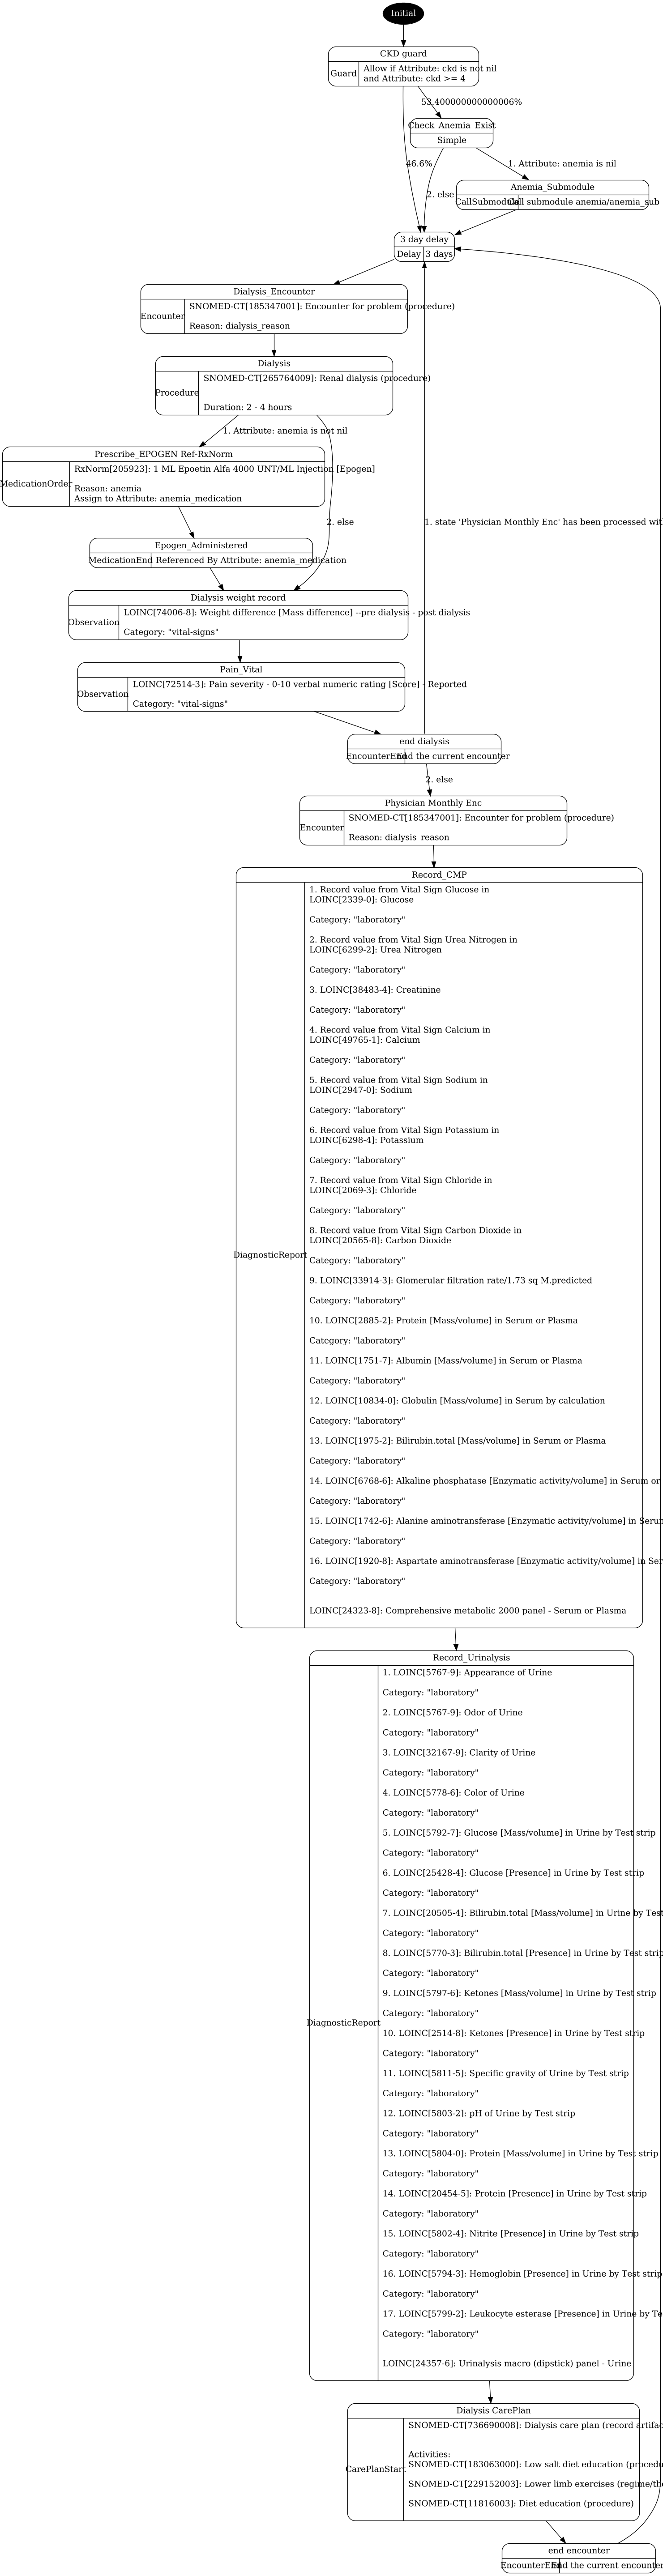 Initial
CKD guard
Guard
Allow if Attribute: ckd is not nil
and Attribute: ckd >= 4
53.400000000000006%
Check_Anemia_Exist
Simple
46.6%
1. Attribute: anemia is nil
Anemia_Submodule
CallSubmodule
Call submodule anemia/anemia_sub
2. else
3 day delay
Delay
3 days
Dialysis_Encounter
Encounter
SNOMED-CT[185347001]: Encounter for problem (procedure)
Reason: dialysis_reason
Dialysis
Procedure
SNOMED-CT[265764009]: Renal dialysis (procedure)
Duration: 2 - 4 hours
1. Attribute: anemia is not nil
Prescribe_EPOGEN Ref-RxNorm
MedicationOrder
RxNorm[205923]: 1 ML Epoetin Alfa 4000 UNT/ML Injection [Epogen]
Reason: anemia
Assign to Attribute: anemia_medication
2. else
1. state 'Physician Monthly Enc' has been processed wit
Epogen_Administered
MedicationEnd
Referenced By Attribute: anemia_medication
Dialysis weight record
Observation
LOINC[74006-8]: Weight difference [Mass difference] --pre dialysis - post dialysis
Category: "vital-signs"
Pain_Vital
Observation
LOINC[72514-3]: Pain severity - 0-10 verbal numeric rating [Score] - Reported
Category: "vital-signs"
end dialysis
EncounterEnd
End the current encounter
2. else
Physician Monthly Enc
Encounter
SNOMED-CT[185347001]: Encounter for problem (procedure)
Reason: dialysis_reason
Record_CMP
DiagnosticReport
1. Record value from Vital Sign Glucose in
LOINC[2339-0]: Glucose
Category: "laboratory"
2. Record value from Vital Sign Urea Nitrogen in
LOINC[6299-2]: Urea Nitrogen
Category: "laboratory"
3. LOINC[38483-4]: Creatinine
Category: "laboratory"
4. Record value from Vital Sign Calcium in
LOINC[49765-1]: Calcium
Category: "laboratory"
5. Record value from Vital Sign Sodium in
LOINC[2947-0]: Sodium
Category: "laboratory"
6. Record value from Vital Sign Potassium in
LOINC[6298-4]: Potassium
Category: "laboratory"
7. Record value from Vital Sign Chloride in
LOINC[2069-3]: Chloride
Category: "laboratory"
8. Record value from Vital Sign Carbon Dioxide in
LOINC[20565-8]: Carbon Dioxide
Category: "laboratory"
9. LOINC[33914-3]: Glomerular filtration rate/1.73 sq M.predicted
Category: "laboratory"
10. LOINC[2885-2]: Protein [Mass/volume] in Serum or Plasma
Category: "laboratory"
11. LOINC[1751-7]: Albumin [Mass/volume] in Serum or Plasma
Category: "laboratory"
12. LOINC[10834-0]: Globulin [Mass/volume] in Serum by calculation
Category: "laboratory"
13. LOINC[1975-2]: Bilirubin.total [Mass/volume] in Serum or Plasma
Category: "laboratory"
14. LOINC[6768-6]: Alkaline phosphatase [Enzymatic activity/volume] in Serum or
Category: "laboratory"
15. LOINC[1742-6]: Alanine aminotransferase [Enzymatic activity/volume] in Serum
Category: "laboratory"
16. LOINC[1920-8]: Aspartate aminotransferase [Enzymatic activity/volume] in Ser
Category: "laboratory"
LOINC[24323-8]: Comprehensive metabolic 2000 panel - Serum or Plasma
Record_Urinalysis
DiagnosticReport
1. LOINC[5767-9]: Appearance of Urine
Category: "laboratory"
2. LOINC[5767-9]: Odor of Urine
Category: "laboratory"
3. LOINC[32167-9]: Clarity of Urine
Category: "laboratory"
4. LOINC[5778-6]: Color of Urine
Category: "laboratory"
5. LOINC[5792-7]: Glucose [Mass/volume] in Urine by Test strip
Category: "laboratory"
6. LOINC[25428-4]: Glucose [Presence] in Urine by Test strip
Category: "laboratory"
7. LOINC[20505-4]: Bilirubin.total [Mass/volume] in Urine by Test
Category: "laboratory"
8. LOINC[5770-3]: Bilirubin.total [Presence] in Urine by Test strip
Category: "laboratory"
9. LOINC[5797-6]: Ketones [Mass/volume] in Urine by Test strip
Category: "laboratory"
10. LOINC[2514-8]: Ketones [Presence] in Urine by Test strip
Category: "laboratory"
11. LOINC[5811-5]: Specific gravity of Urine by Test strip
Category: "laboratory"
12. LOINC[5803-2]: pH of Urine by Test strip
Category: "laboratory"
13. LOINC[5804-0]: Protein [Mass/volume] in Urine by Test strip
Category: "laboratory"
14. LOINC[20454-5]: Protein [Presence] in Urine by Test strip
Category: "laboratory"
15. LOINC[5802-4]: Nitrite [Presence] in Urine by Test strip
Category: "laboratory"
16. LOINC[5794-3]: Hemoglobin [Presence] in Urine by Test strip
Category: "laboratory"
17. LOINC[5799-2]: Leukocyte esterase [Presence] in Urine by Te
Category: "laboratory"
LOINC[24357-6]: Urinalysis macro (dipstick) panel - Urine
Dialysis CarePlan
CarePlanStart
SNOMED-CT[736690008]: Dialysis care plan (record artifac
Activities:
SNOMED-CT[183063000]: Low salt diet education (procedu
SNOMED-CT[229152003]: Lower limb exercises (regime/the
SNOMED-CT[11816003]: Diet education (procedure)
end encounter
EncounterEnd
End the current encounter